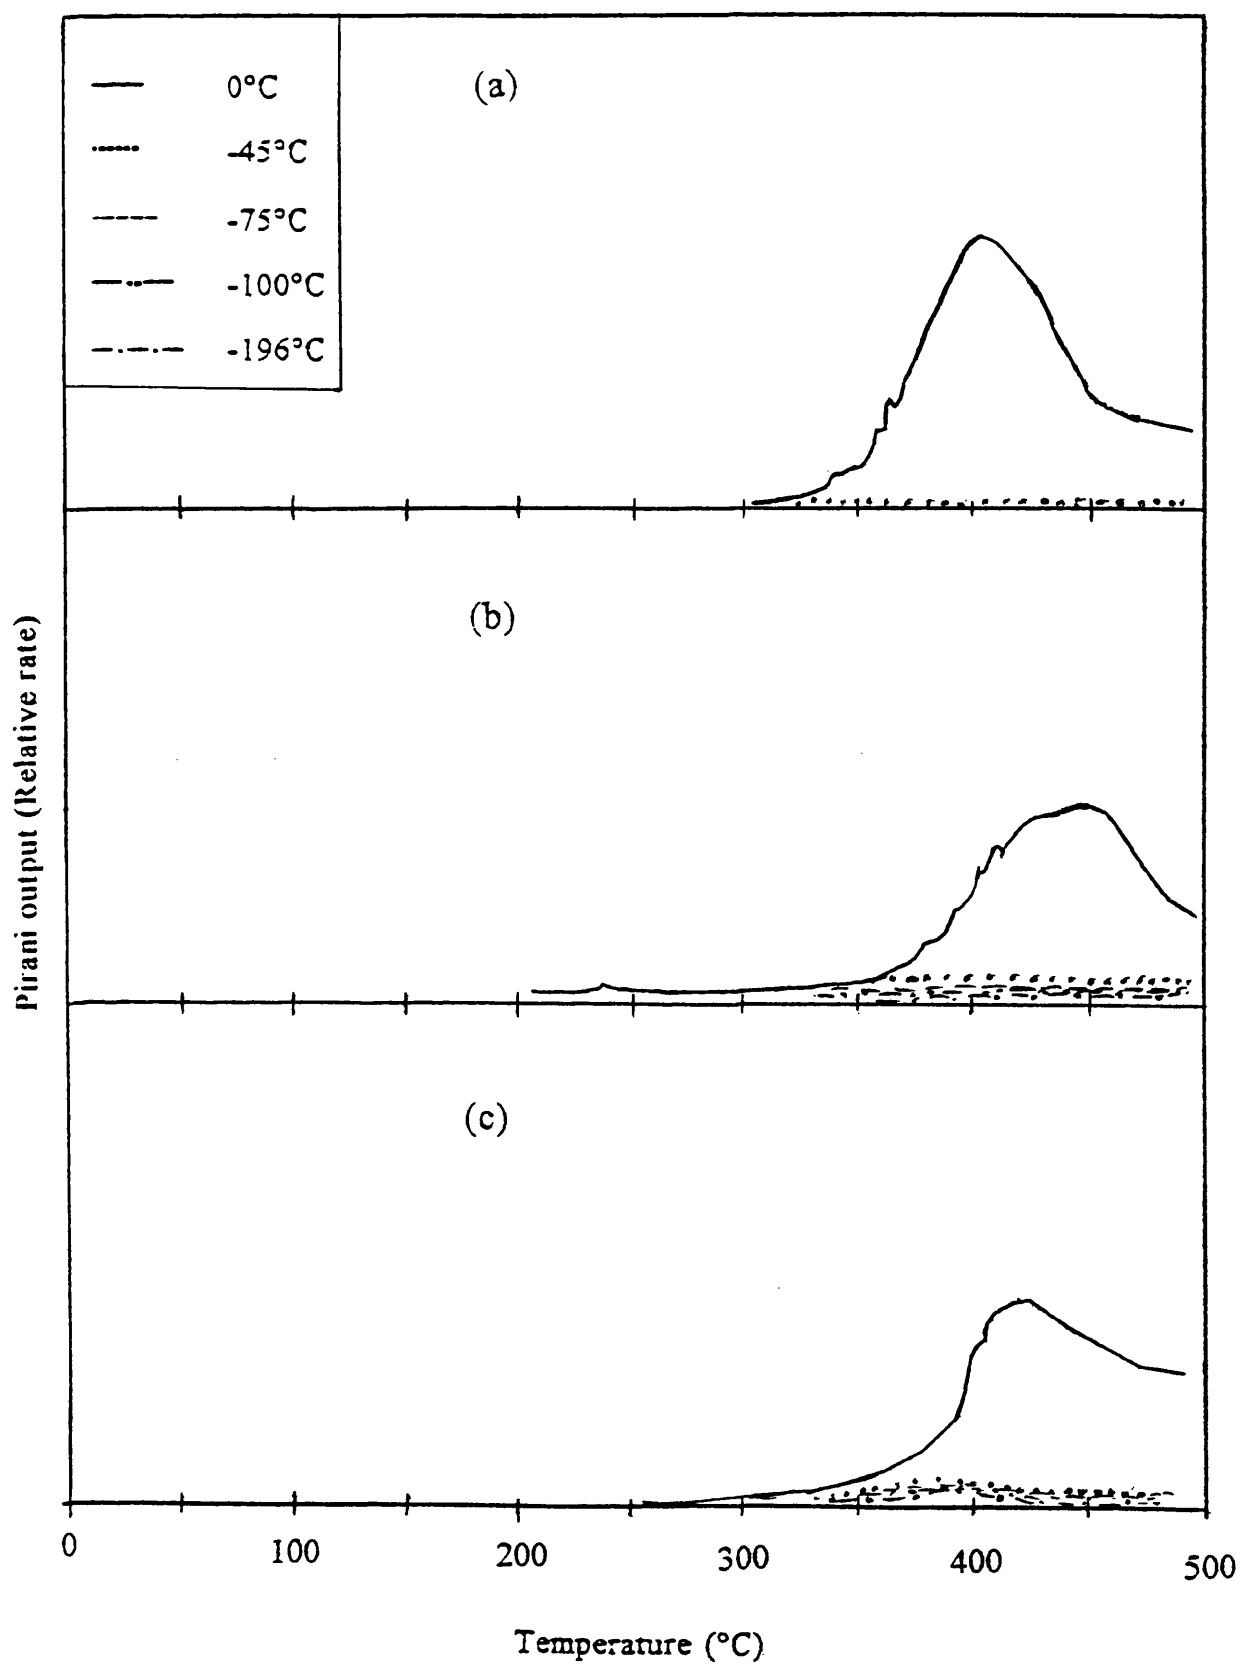 0°C
(a)
-45°C
-75°C
-100°C
-196°C
(b)
Pirani output (Relative rate)
(c)
0 100 200 300 400 500
Temperature (°C)